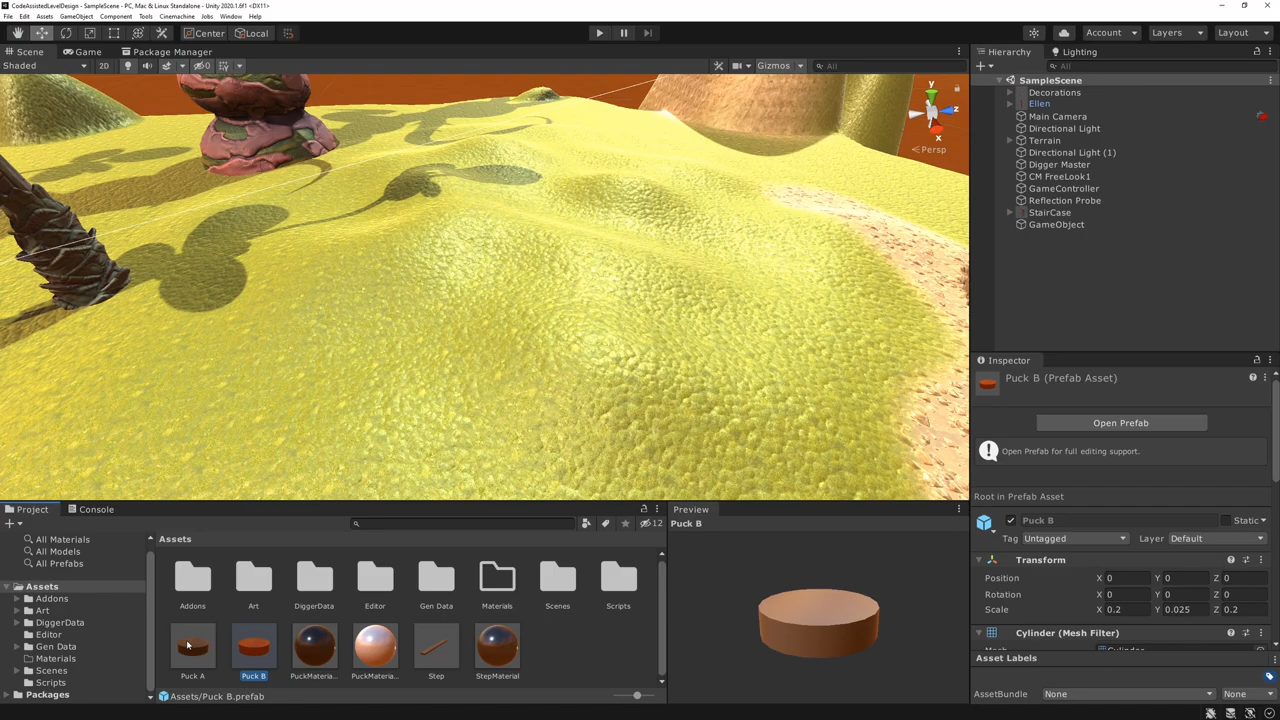 CodeAssistedLevelDesign - SampleScene - PC, Mac & Linux Standalone - Unity 2020.1.6f1 <DX11>
File Edit Assets GameObject Component Tools Cinemachine Jobs Window Help
Center Local Account Layers Layout
Scene Game Package Manager
Shaded 2D 0 Gizmos All
y
z
x
Persp
Hierarchy Lighting
All
SampleScene
Decorations
Ellen
Main Camera
Directional Light
Terrain
Directional Light (1)
Digger Master
CM FreeLook1
GameController
Reflection Probe
StairCase
GameObject
Inspector
Puck B (Prefab Asset)
Open Prefab
Open Prefab for full editing support.
Root in Prefab Asset
Puck B Static
Tag Untagged Layer Default
Transform
Position X 0 Y 0 Z 0
Rotation X 0 Y 0 Z 0
Scale X 0.2 Y 0.025 Z 0.2
Cylinder (Mesh Filter)
Mesh Cylinder
Asset Labels
AssetBundle None None
Project Console
12
All Materials
All Models
All Prefabs
Assets
Addons
Art
DiggerData
Editor
Gen Data
Materials
Scenes
Scripts
Packages
Assets
Addons Art DiggerData Editor Gen Data Materials Scenes Scripts
Puck A Puck B PuckMateria... PuckMateria... Step StepMaterial
Assets/Puck B.prefab
Preview
Puck B